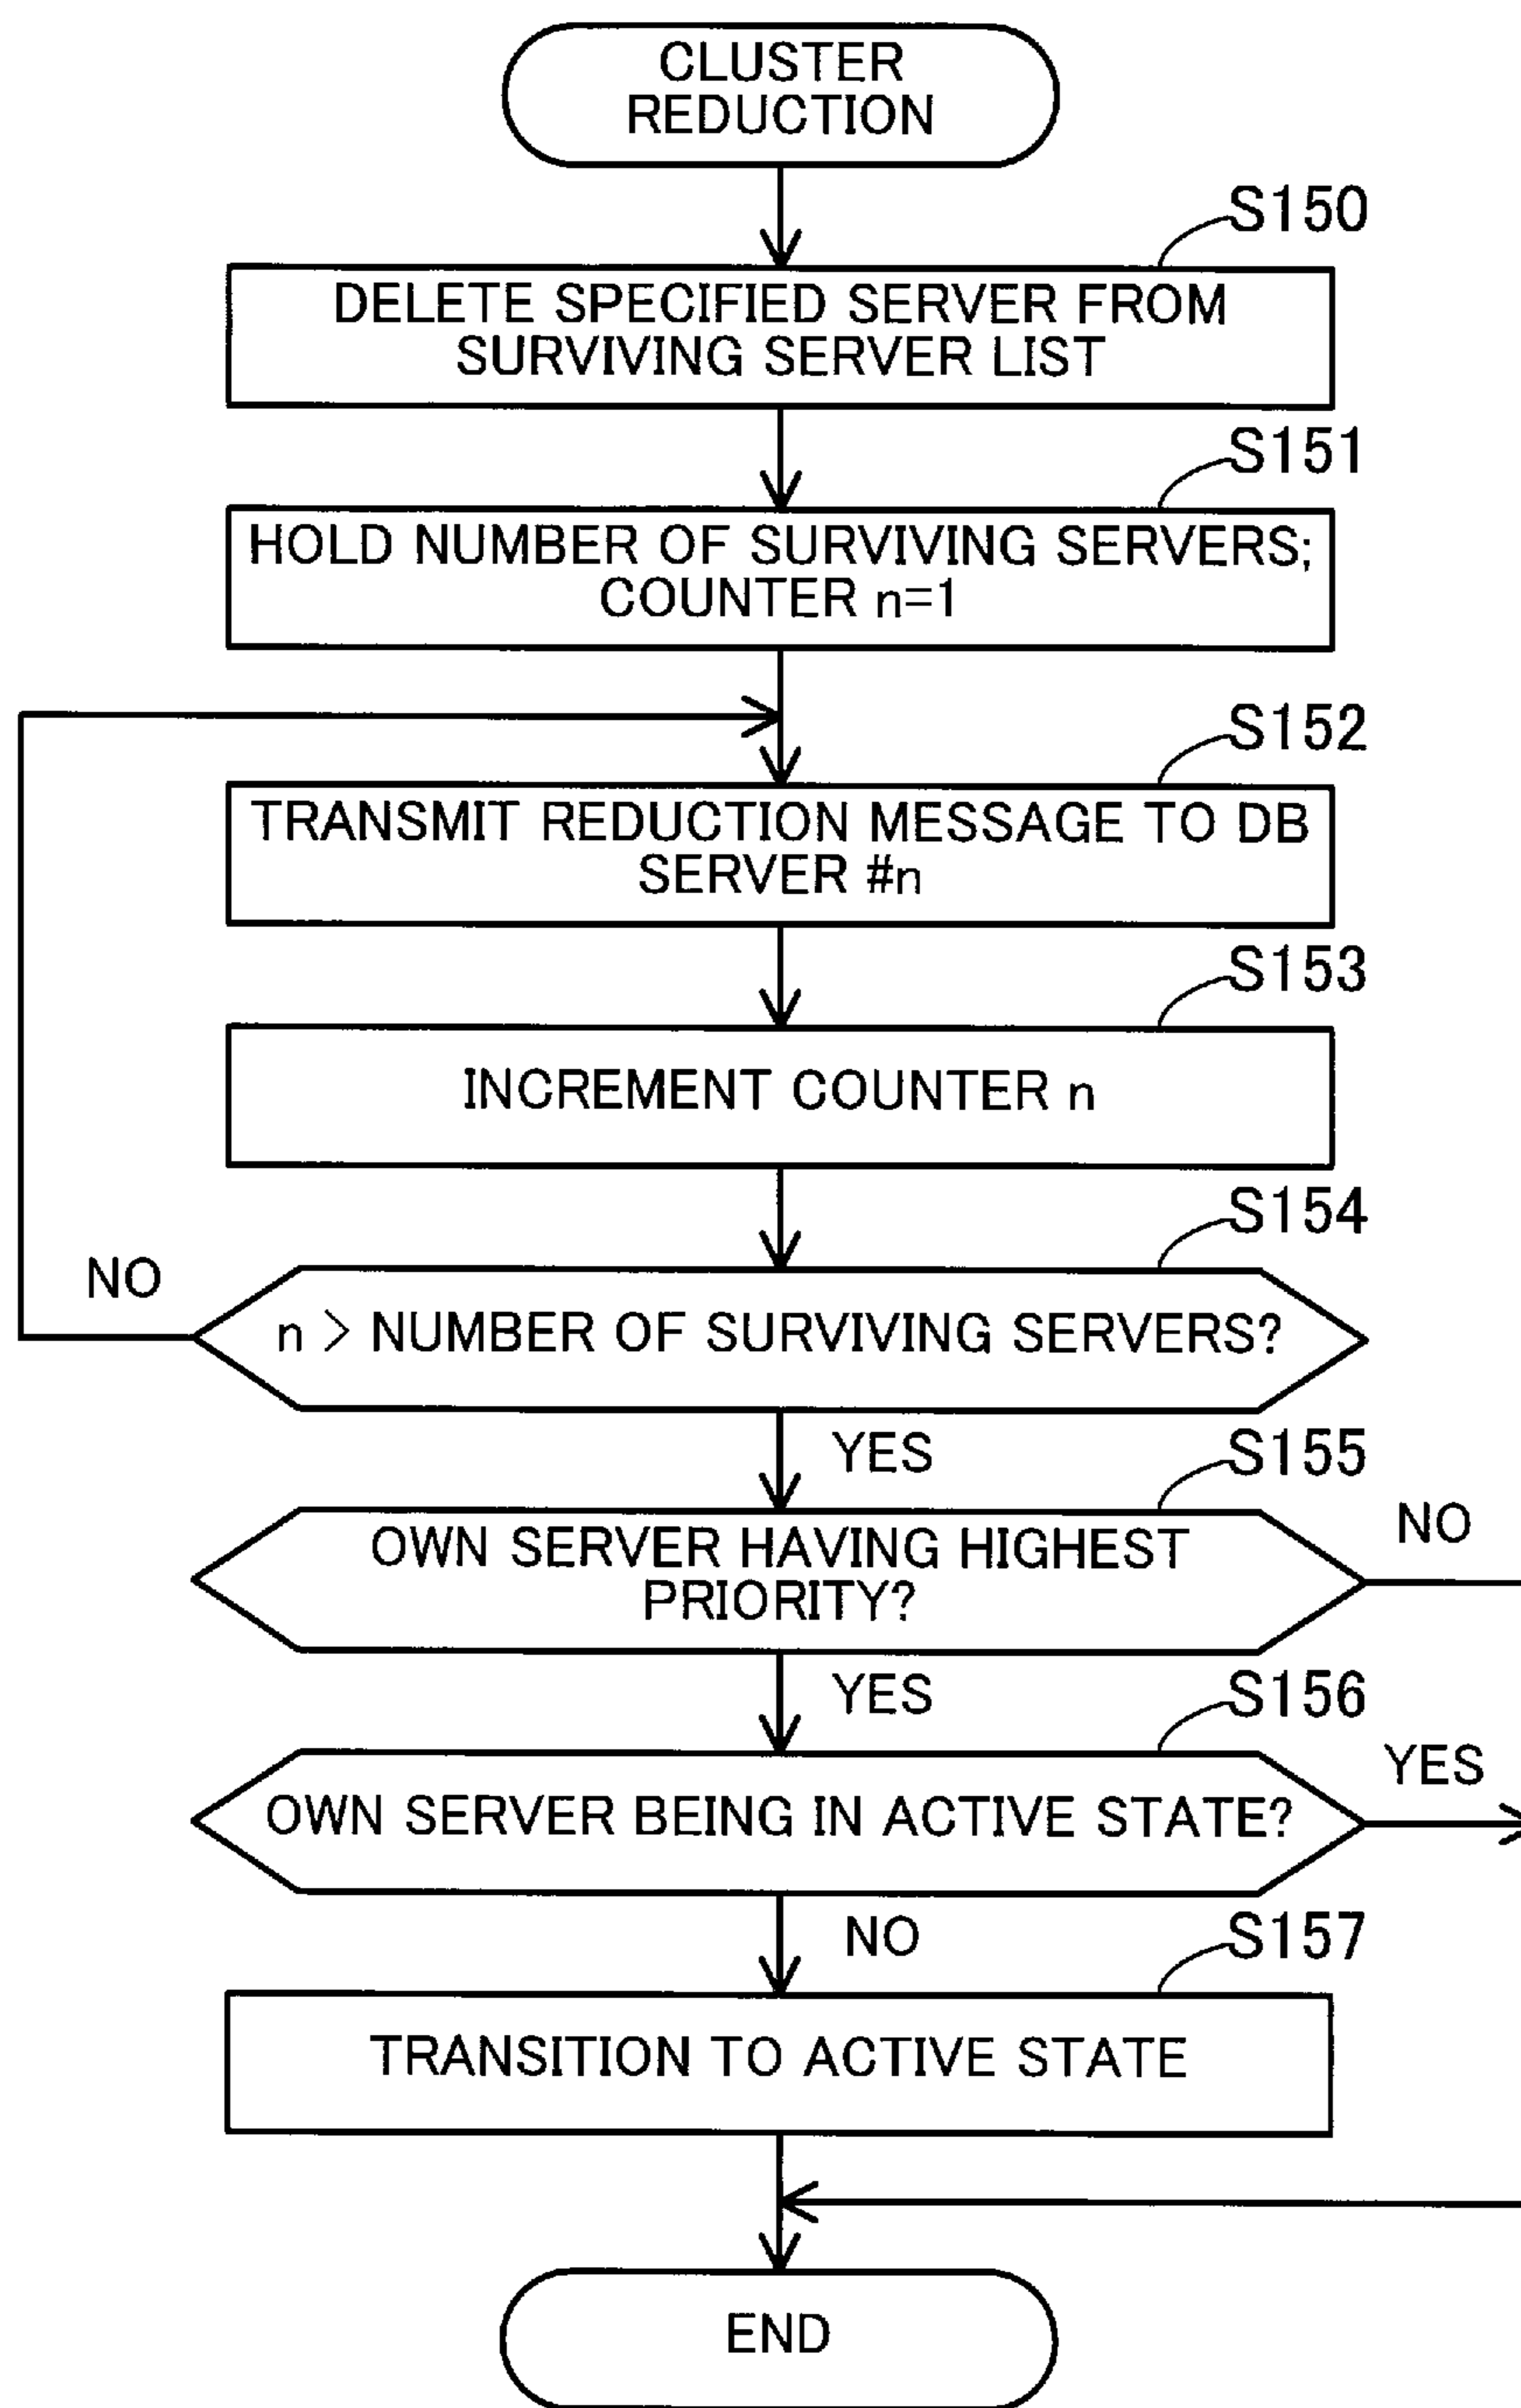 CLUSTER
REDUCTION
S150
DELETE SPECIFIED SERVER FROM
SURVIVING SERVER LIST
S151
HOLD NUMBER OF SURVIVING SERVERS;
COUNTER n=1
S152
TRANSMIT REDUCTION MESSAGE TO DB
SERVER #n
S153
INCREMENT COUNTER n
S154
NO
n > NUMBER OF SURVIVING SERVERS?
YES
S155
NO
OWN SERVER HAVING HIGHEST
PRIORITY?
YES
S156
YES
OWN SERVER BEING IN ACTIVE STATE?
NO
S157
TRANSITION TO ACTIVE STATE
END